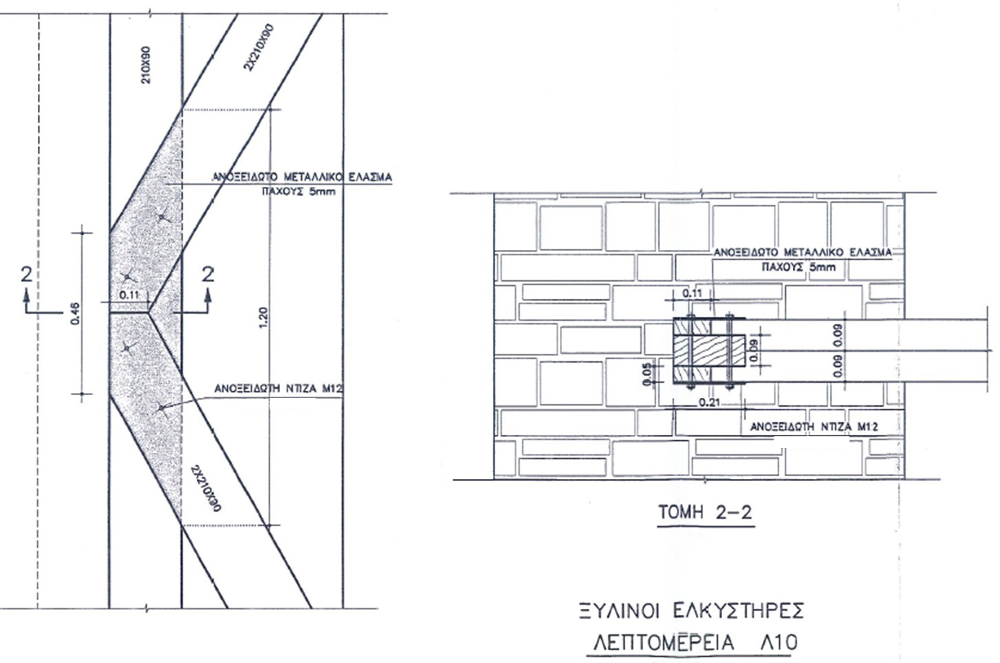 210X90
2X210X90
ΑΝΟΞΕΙΔΩΤΟ ΜΕΤΑΛΛΙΚΟ ΕΛΑΣΜΑ
ΠΑΧΟΥΣ 5mm
2
2
0.11
0.46
1.20
ΑΝΟΞΕΙΔΩΤΗ ΝΤΙΖΑ Μ12
2X210X90
ΑΝΟΞΕΙΔΩΤΟ ΜΕΤΑΛΛΙΚΟ ΕΛΑΣΜΑ
ΠΑΧΟΥΣ 5mm
0.11
0.09
0.09
0.09
0.05
0.21
ΑΝΟΞΕΙΔΩΤΗ ΝΤΙΖΑ Μ12
ΤΟΜΗ 2-2
ΞΥΛΙΝΟΙ ΕΛΚΥΣΤΗΡΕΣ
ΛΕΠΤΟΜΕΡΕΙΑ Λ10